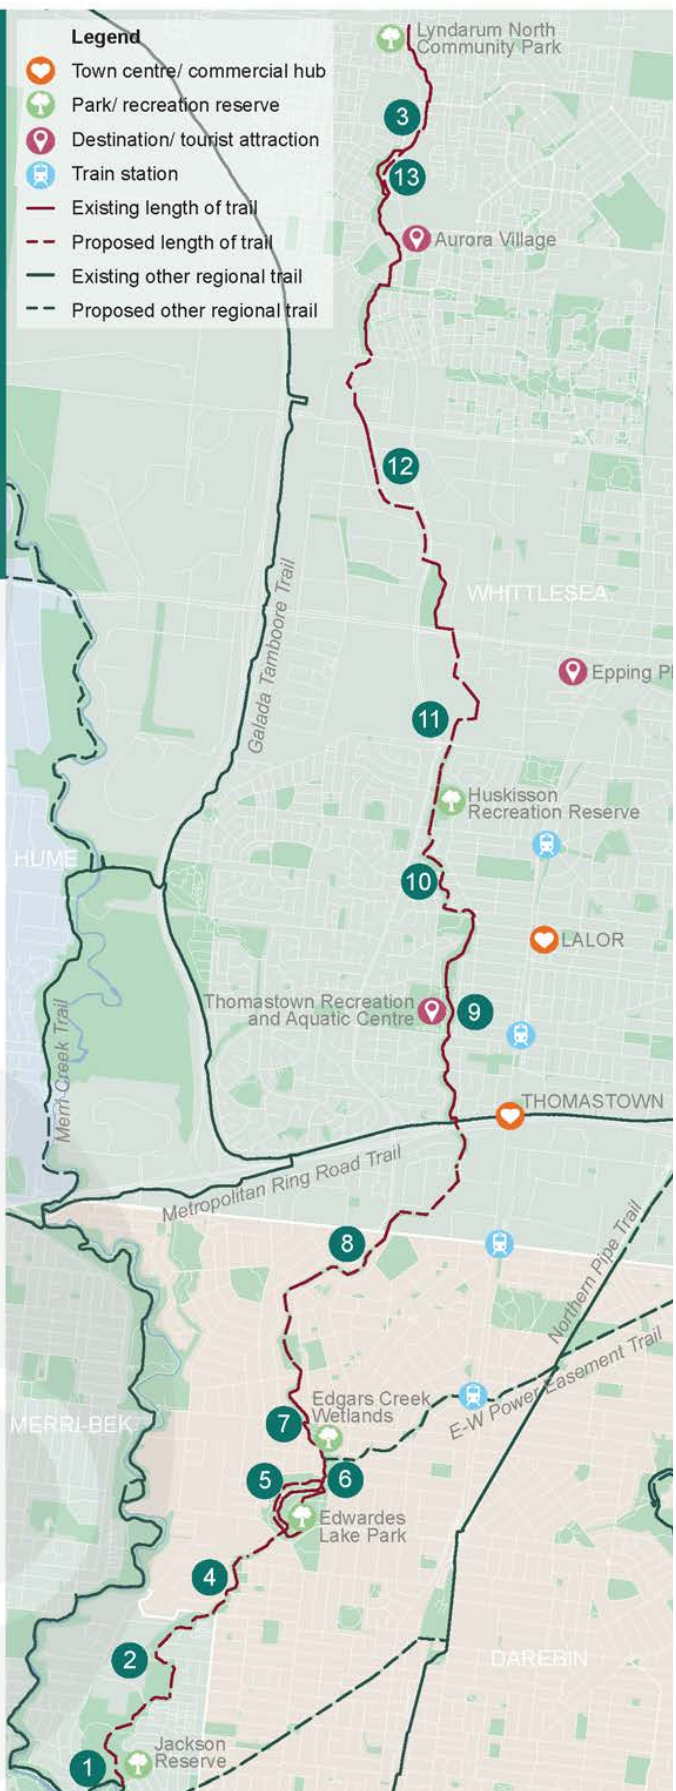 Legend
Town centre/ commercial hub
Park/ recreation reserve
Destination/ tourist attraction
Train station
Existing length of trail
Proposed length of trail
Existing other regional trail
Proposed other regional trail
Lyndarum North
Community Park
3
13
Aurora Village
12
Galada Tamboore Trail
WHITTLESEA
Epping Pl
11
Huskisson
Recreation Reserve
HUME
10
LALOR
Merri Creek Trail
Thomastown Recreation
and Aquatic Centre
9
THOMASTOWN
Metropolitan Ring Road Trail
8
Northern Pipe Trail
E-W Power Easement Trail
MERRI-BEK
Edgars Creek
Wetlands
7
5
6
Edwardes
Lake Park
4
2
DAREBIN
Jackson
Reserve
1